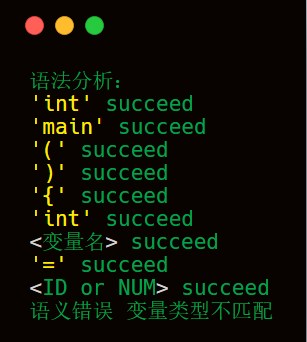 语法分析：
'int' succeed
'main' succeed
'(' succeed
')' succeed
'{' succeed
'int' succeed
<变量名> succeed
'=' succeed
<ID or NUM> succeed
语义错误 变量类型不匹配